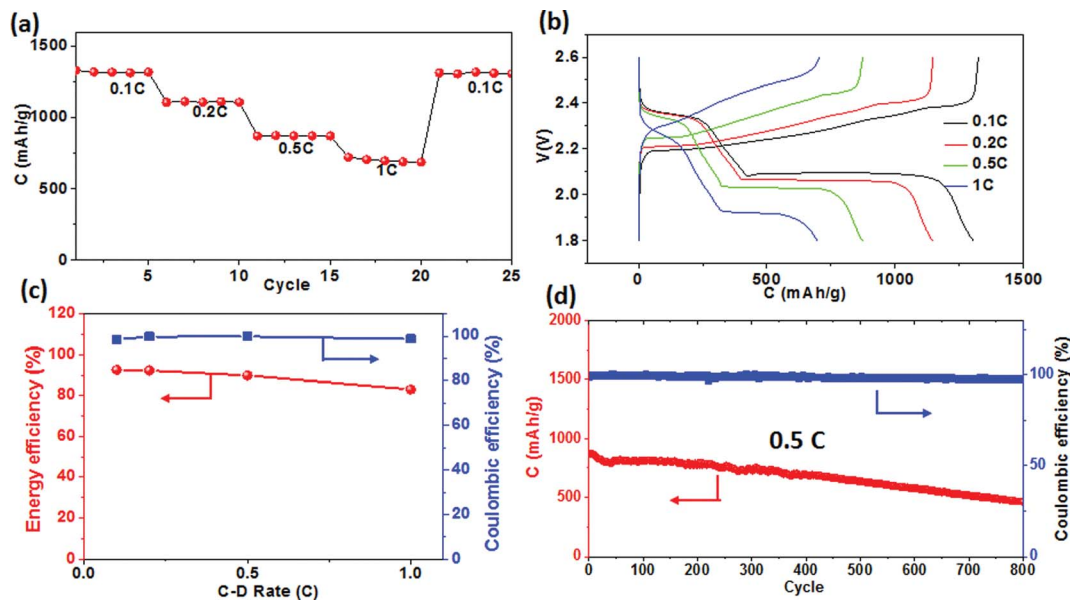 (a)
C (mAh/g)
1500
1000
500
0
0.1C
0.2C
0.5C
1C
0.1C
5
10
15
20
25
Cycle
(b)
V(V)
2.6
2.4
2.2
2.0
1.8
0.1C
0.2C
0.5C
1C
0
500
1000
1500
C (mAh/g)
(c)
Energy efficiency (%)
120
100
80
60
40
20
0
100
80
60
40
20
0
Coulombic efficiency (%)
0.0
0.5
1.0
C-D Rate (C)
(d)
C (mAh/g)
2000
1500
1000
500
0
0.5 C
100
50
0
Coulombic efficiency (%)
0
100
200
300
400
500
600
700
800
Cycle